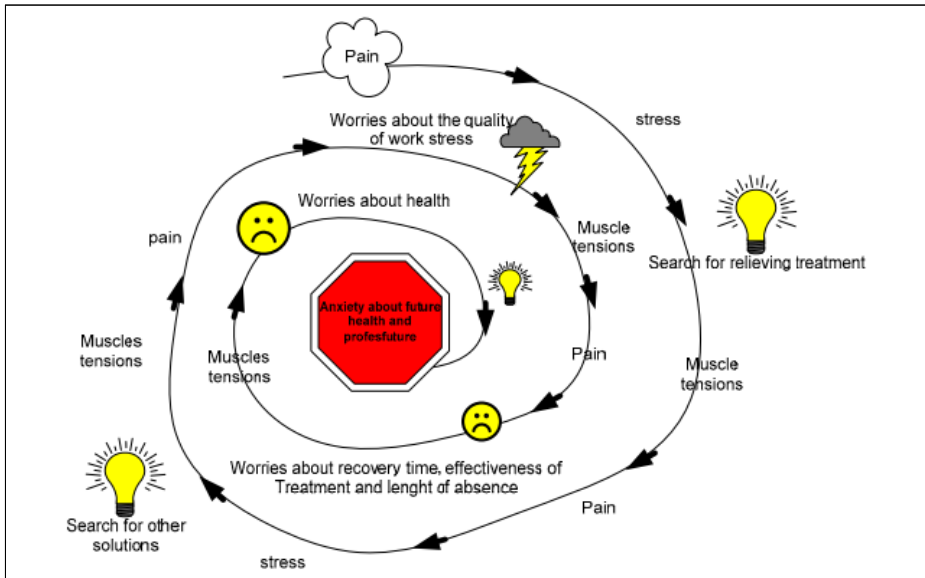 Pain
stress
Search for relieving treatment
Muscle
tensions
Pain
stress
Search for other
solutions
Muscles
tensions
pain
Worries about the quality
of work stress
Muscle
tensions
Pain
Worries about recovery time, effectiveness of
Treatment and lenght of absence
Muscles
tensions
Worries about health
Anxiety about future
health and
profesfuture